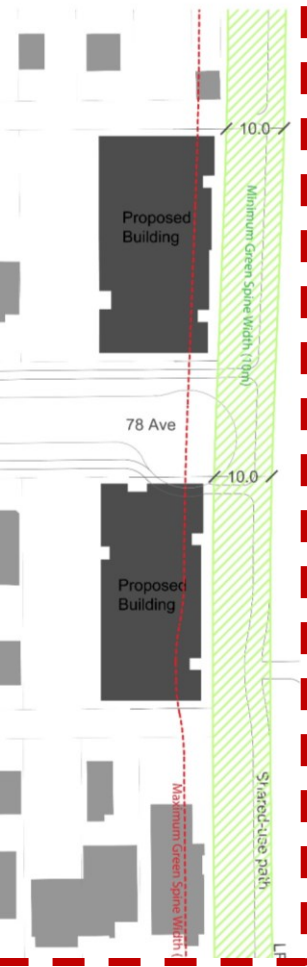 10.0
Proposed
Building
Minimum Green Spine Width (10m)
78 Ave
10.0
Proposed
Building
Shared-use path
Maximum Green Spine Width (